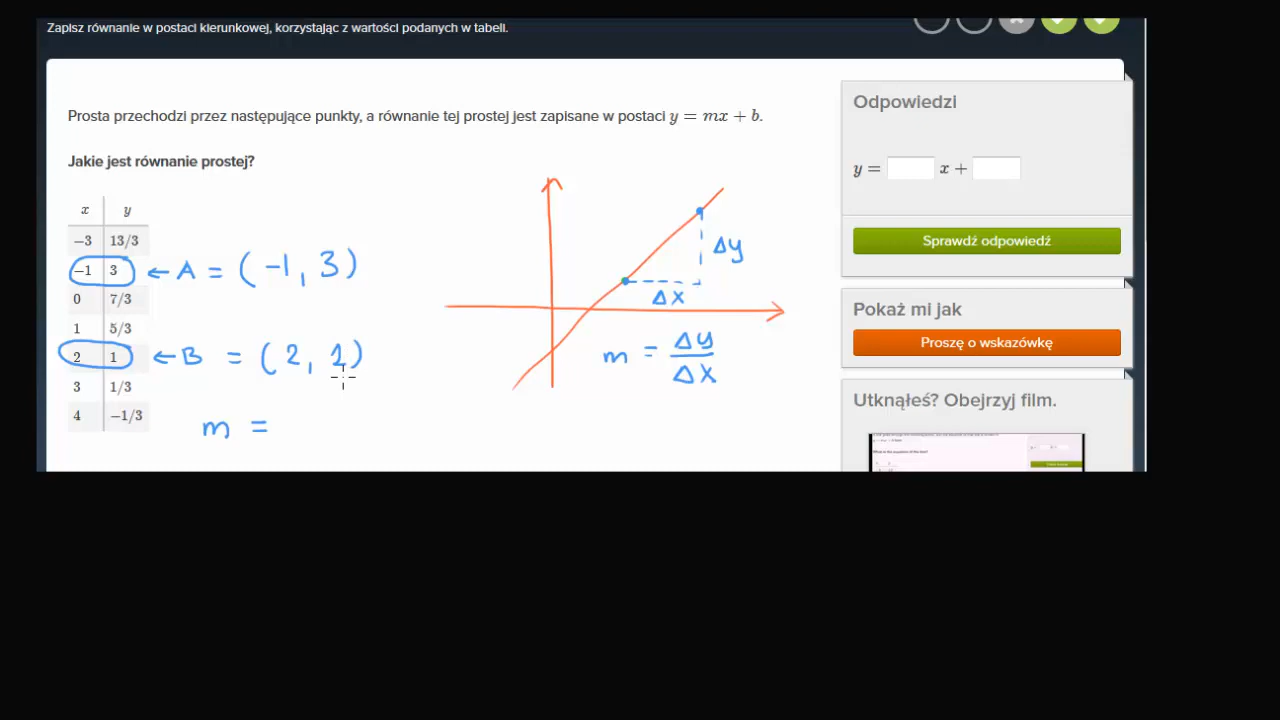 Zapisz równanie w postaci kierunkowej, korzystając z wartości podanych w tabeli.
Prosta przechodzi przez następujące punkty, a równanie tej prostej jest zapisane w postaci y = mx + b.
Jakie jest równanie prostej?
x y
−3 13/3
−1 3 ← A = (-1, 3)
0 7/3
1 5/3
2 1 ← B = (2, 1)
3 1/3
4 −1/3
m =
Δy
Δx
m = Δy/Δx
Odpowiedzi
y = x +
Sprawdź odpowiedź
Pokaż mi jak
Proszę o wskazówkę
Utknąłeś? Obejrzyj film.